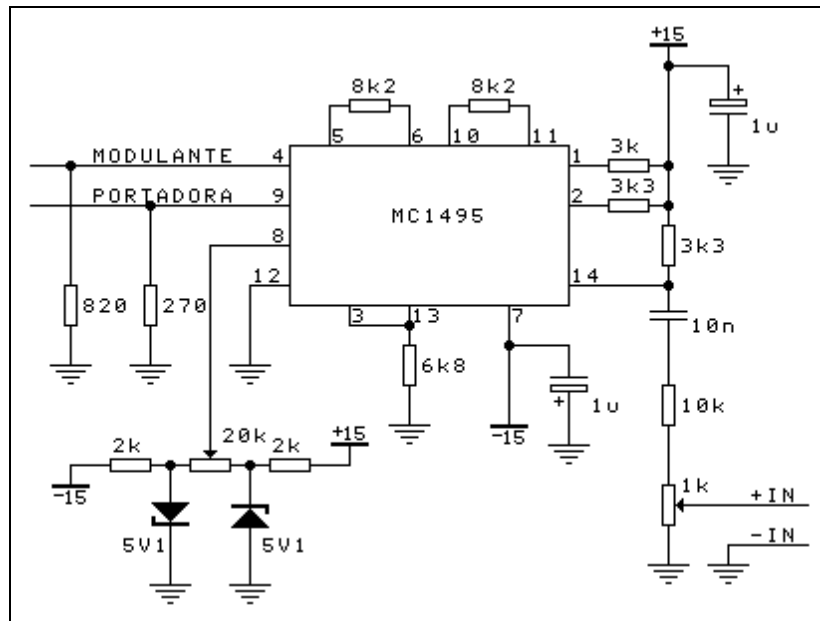 +15
8k2
8k2
+
1u
5
6
10
11
MODULANTE
4
1
3k
PORTADORA
9
2
3k3
MC1495
8
3k3
12
14
820
270
3
13
7
10n
6k8
+
1u
10k
-15
2k
20k
2k
+15
-15
1k
+IN
-IN
5V1
5V1